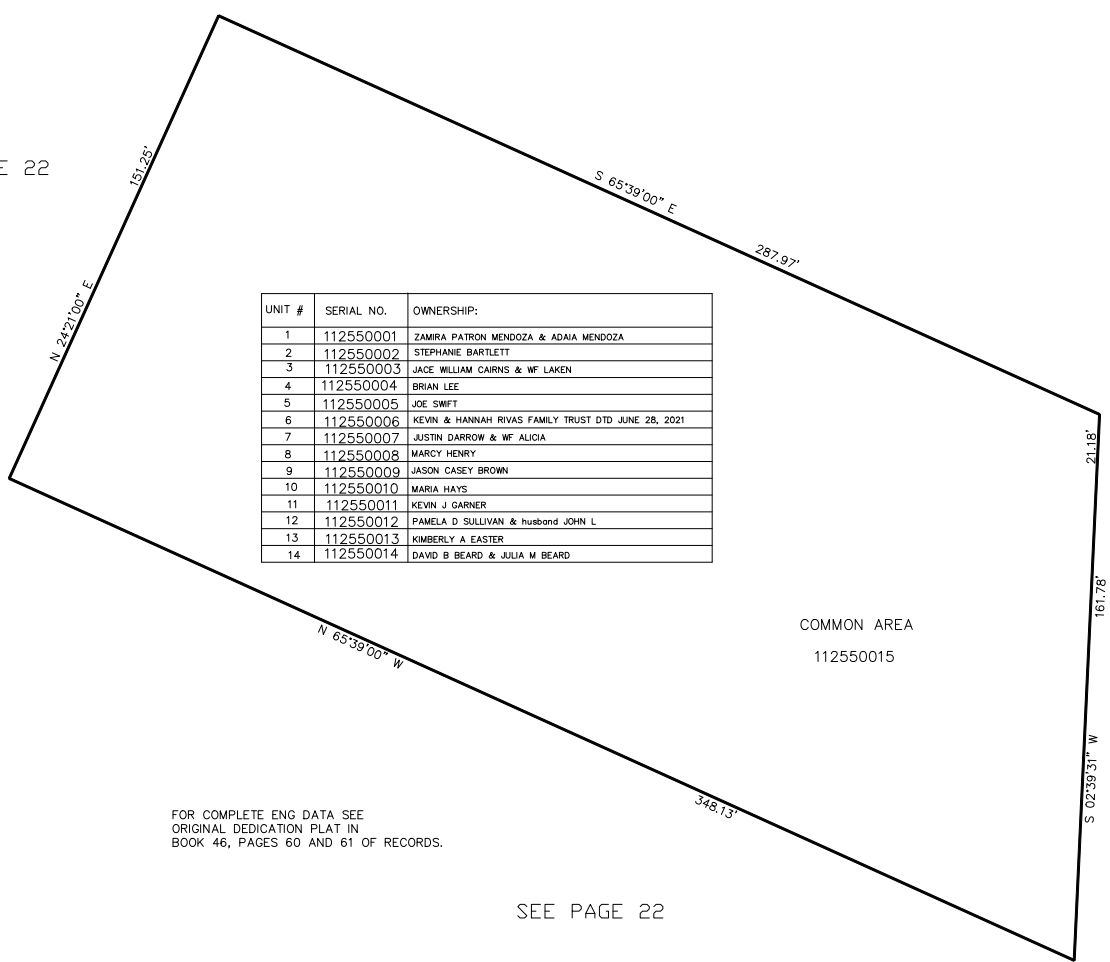 E 22
151.25'
N 24°21'00" E
S 65°39'00" E
287.97'
UNIT # SERIAL NO. OWNERSHIP:
1 112550001 ZAMIRA PATRON MENDOZA & ADAIA MENDOZA
2 112550002 STEPHANIE BARTLETT
3 112550003 JACE WILLIAM CAIRNS & WF LAKEN
4 112550004 BRIAN LEE
5 112550005 JOE SWIFT
6 112550006 KEVIN & HANNAH RIVAS FAMILY TRUST DTD JUNE 28, 2021
7 112550007 JUSTIN DARROW & WF ALICIA
8 112550008 MARCY HENRY
9 112550009 JASON CASEY BROWN
10 112550010 MARIA HAYS
11 112550011 KEVIN J GARNER
12 112550012 PAMELA D SULLIVAN & husband JOHN L
13 112550013 KIMBERLY A EASTER
14 112550014 DAVID B BEARD & JULIA M BEARD
21.18'
161.78'
S 02°39'31" W
COMMON AREA
112550015
N 65°39'00" W
348.13'
FOR COMPLETE ENG DATA SEE
ORIGINAL DEDICATION PLAT IN
BOOK 46, PAGES 60 AND 61 OF RECORDS.
SEE PAGE 22